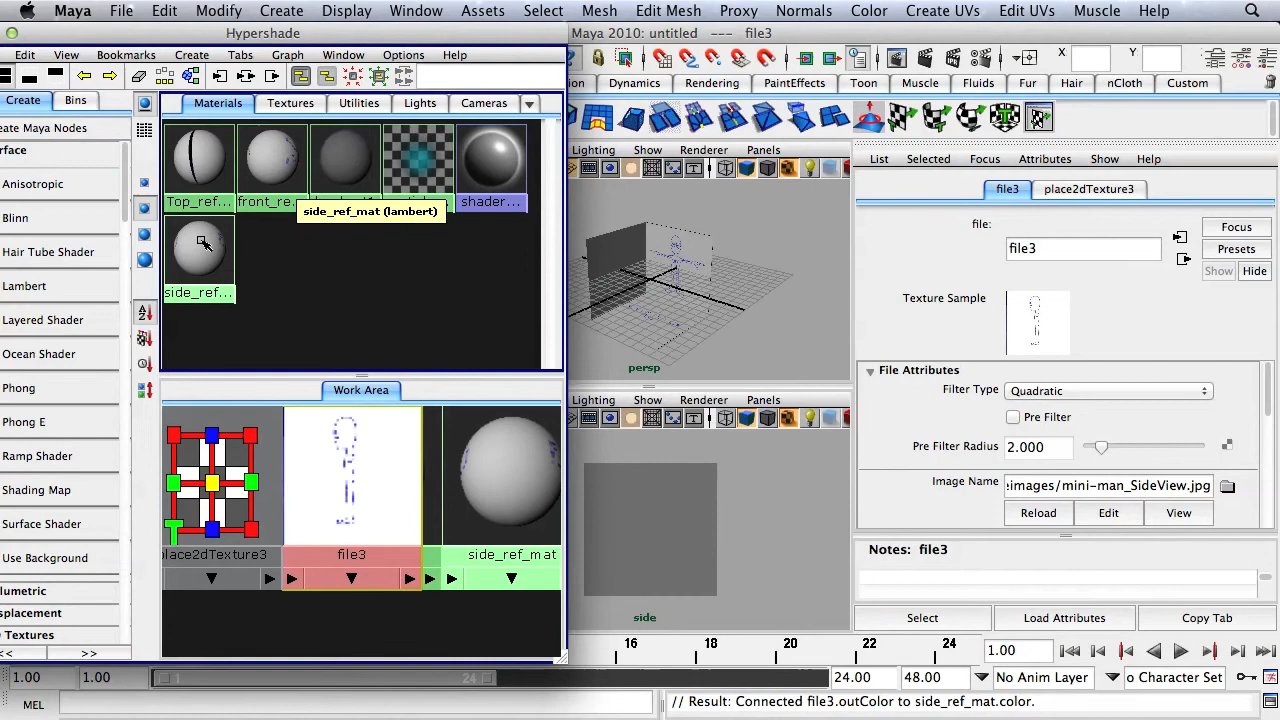 Maya File Edit Modify Create Display Window Assets Select Mesh Edit Mesh Proxy Normals Color Create UVs Edit UVs Muscle Help
Hypershade
Maya 2010: untitled --- file3
Edit View Bookmarks Create Tabs Graph Window Options Help
X Y
Create Bins
Materials Textures Utilities Lights Cameras
Dynamics Rendering PaintEffects Toon Muscle Fluids Fur Hair nCloth Custom
reate Maya Nodes
rface
Anisotropic
Blinn
Hair Tube Shader
Lambert
Layered Shader
Ocean Shader
Phong
Phong E
Ramp Shader
Shading Map
Surface Shader
Use Background
lumetric
splacement
Textures
<< >>
Top_ref... front_re... shader...
side_ref_mat (lambert)
side_ref...
Work Area
place2dTexture3 file3 side_ref_mat
Lighting Show Renderer Panels
persp
Lighting Show Renderer Panels
side
List Selected Focus Attributes Show Help
file3 place2dTexture3
file: file3
Focus
Presets
Show Hide
Texture Sample
File Attributes
Filter Type Quadratic
Pre Filter
Pre Filter Radius 2.000
Image Name :images/mini-man_SideView.jpg
Reload Edit View
Notes: file3
Select Load Attributes Copy Tab
16 18 20 22 24 1.00
1.00 1.00 1 24 24.00 48.00 No Anim Layer o Character Set
MEL // Result: Connected file3.outColor to side_ref_mat.color.